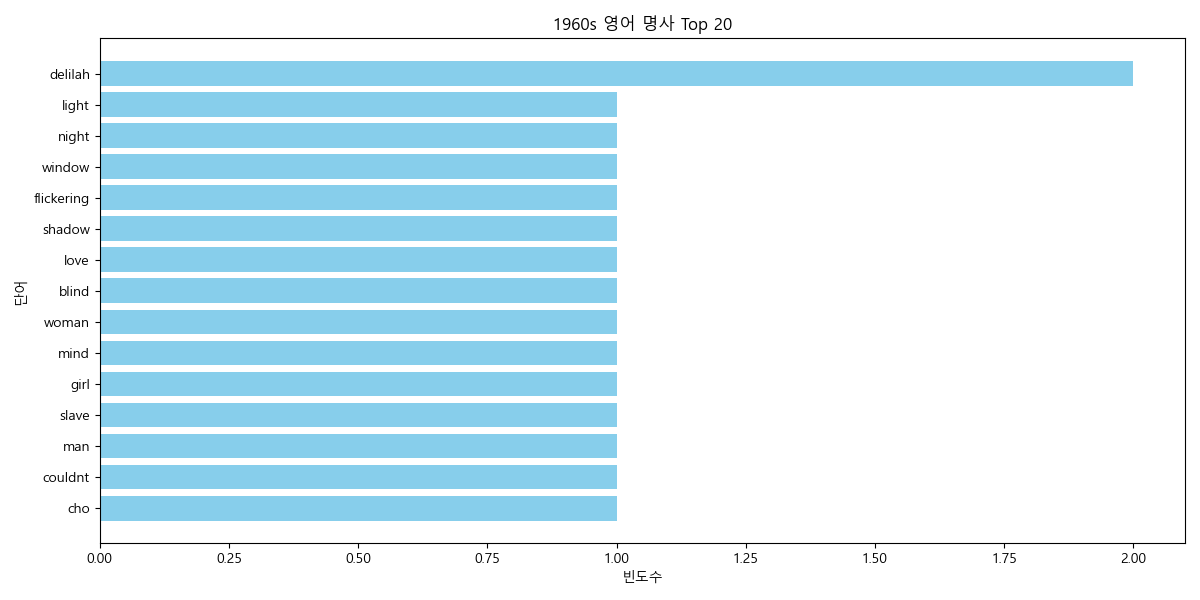 1960s 영어 명사 Top 20
단어
delilah
light
night
window
flickering
shadow
love
blind
woman
mind
girl
slave
man
couldnt
cho
0.00 0.25 0.50 0.75 1.00 1.25 1.50 1.75 2.00
빈도수